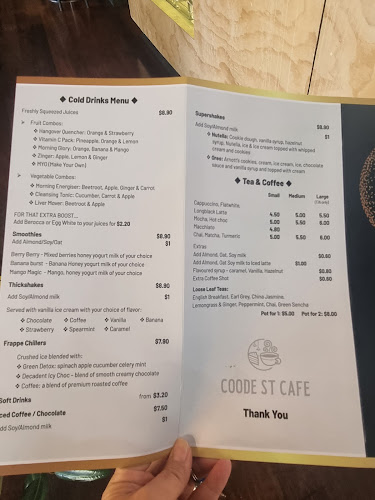 ◆ Cold Drinks Menu ◆
Freshly Squeezed Juices $8.90
➤ Fruit Combos:
❖ Hangover Quencher: Orange & Strawberry
❖ Vitamin C Pack: Pineapple, Orange & Lemon
❖ Morning Glory: Orange, Banana & Mango
❖ Zinger: Apple, Lemon & Ginger
❖ MYO (Make Your Own)
➤ Vegetable Combos:
❖ Morning Energiser: Beetroot, Apple, Ginger & Carrot
❖ Cleansing Tonic: Cucumber, Carrot & Apple
❖ Liver Mover: Beetroot & Apple
FOR THAT EXTRA BOOST...
Add Berocca or Egg White to your juices for $2.20
Smoothies $8.90
Add Almond/Soy/Oat $1
Berry Berry - Mixed berries honey yogurt milk of your choice
Banana burst - Banana Honey yogurt milk of your choice
Mango Magic - Mango, honey yogurt milk of your choice
Thickshakes $8.90
Add Soy/Almond milk $1
Served with vanilla ice cream with your choice of flavor:
❖ Chocolate ❖ Coffee ❖ Vanilla ❖ Banana
❖ Strawberry ❖ Spearmint ❖ Caramel
Frappe Chillers $7.90
Crushed ice blended with:
❖ Green Detox: spinach apple cucumber celery mint
❖ Decadent Icy Choc - blend of smooth creamy chocolate
❖ Coffee: a blend of premium roasted coffee
Soft Drinks from $3.20
ced Coffee / Chocolate $7.50
Add Soy/Almond milk $1
Supershakes
Add Soy/Almond milk $9.90
❖ Nutella: Cookie dough, vanilla syrup, hazelnut $1
syrup, Nutella, ice & ice cream topped with whipped
cream and cookies
❖ Oreo: Arnott's cookies, cream, ice cream, ice, chocolate
sauce and vanilla syrup and topped with cream
◆ Tea & Coffee ◆
Small Medium Large
Cappuccino, Flatwhite,
Longblack Latte 4.50 5.00 5.50
Mocha, Hot choc 5.00 5.50 6.00
Macchiato 4.80
Chai, Matcha, Turmeric 5.00 5.50 6.00
Extras
Add Almond, Oat, Soy milk $0.60
Add Almond, Oat Soy milk to Iced latte $1.00
Flavoured syrup - caramel, Vanilla, Hazelnut $0.80
Extra Coffee Shot $0.60
Loose Leaf Teas:
English Breakfast, Earl Grey, China Jasmine,
Lemongrass & Ginger, Peppermint, Chai, Green Sencha
Pot for 1: $5.00 Pot for 2: $8.00
COODE ST CAFE
Thank You